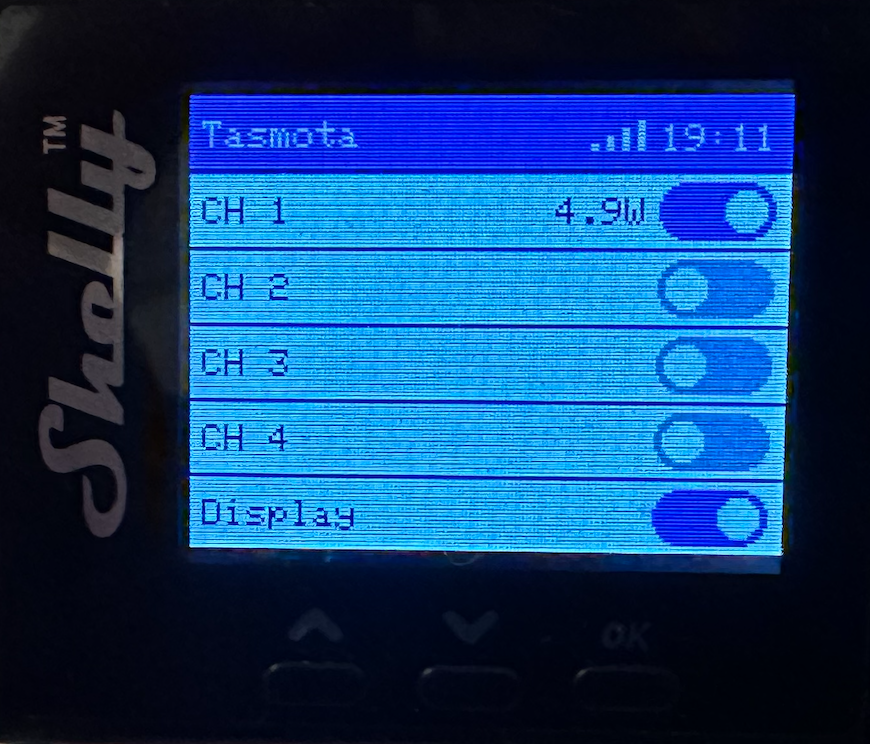 Shelly™
Tasmota 19:11
CH 1 4.9W
CH 2
CH 3
CH 4
Display
OK